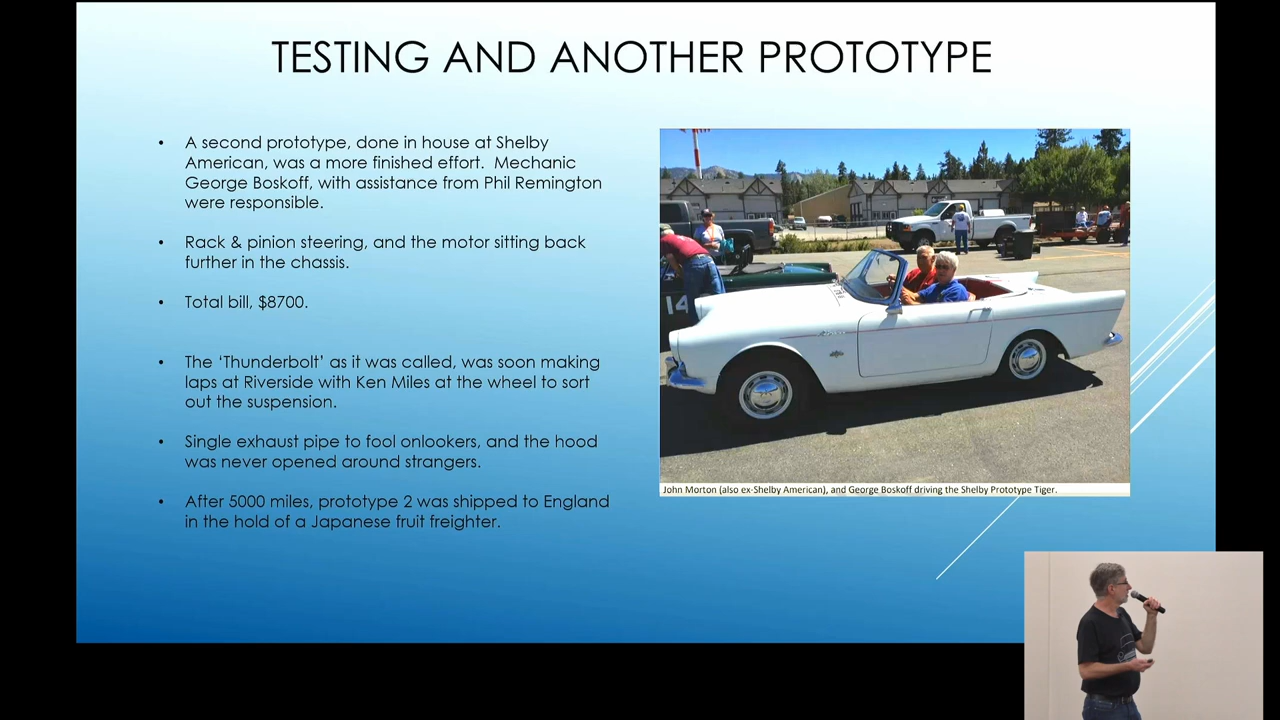 TESTING AND ANOTHER PROTOTYPE
• A second prototype, done in house at Shelby
American, was a more finished effort. Mechanic
George Boskoff, with assistance from Phil Remington
were responsible.
• Rack & pinion steering, and the motor sitting back
further in the chassis.
• Total bill, $8700.
• The ‘Thunderbolt’ as it was called, was soon making
laps at Riverside with Ken Miles at the wheel to sort
out the suspension.
• Single exhaust pipe to fool onlookers, and the hood
was never opened around strangers.
• After 5000 miles, prototype 2 was shipped to England
in the hold of a Japanese fruit freighter.
14
John Morton (also ex-Shelby American), and George Boskoff driving the Shelby Prototype Tiger.